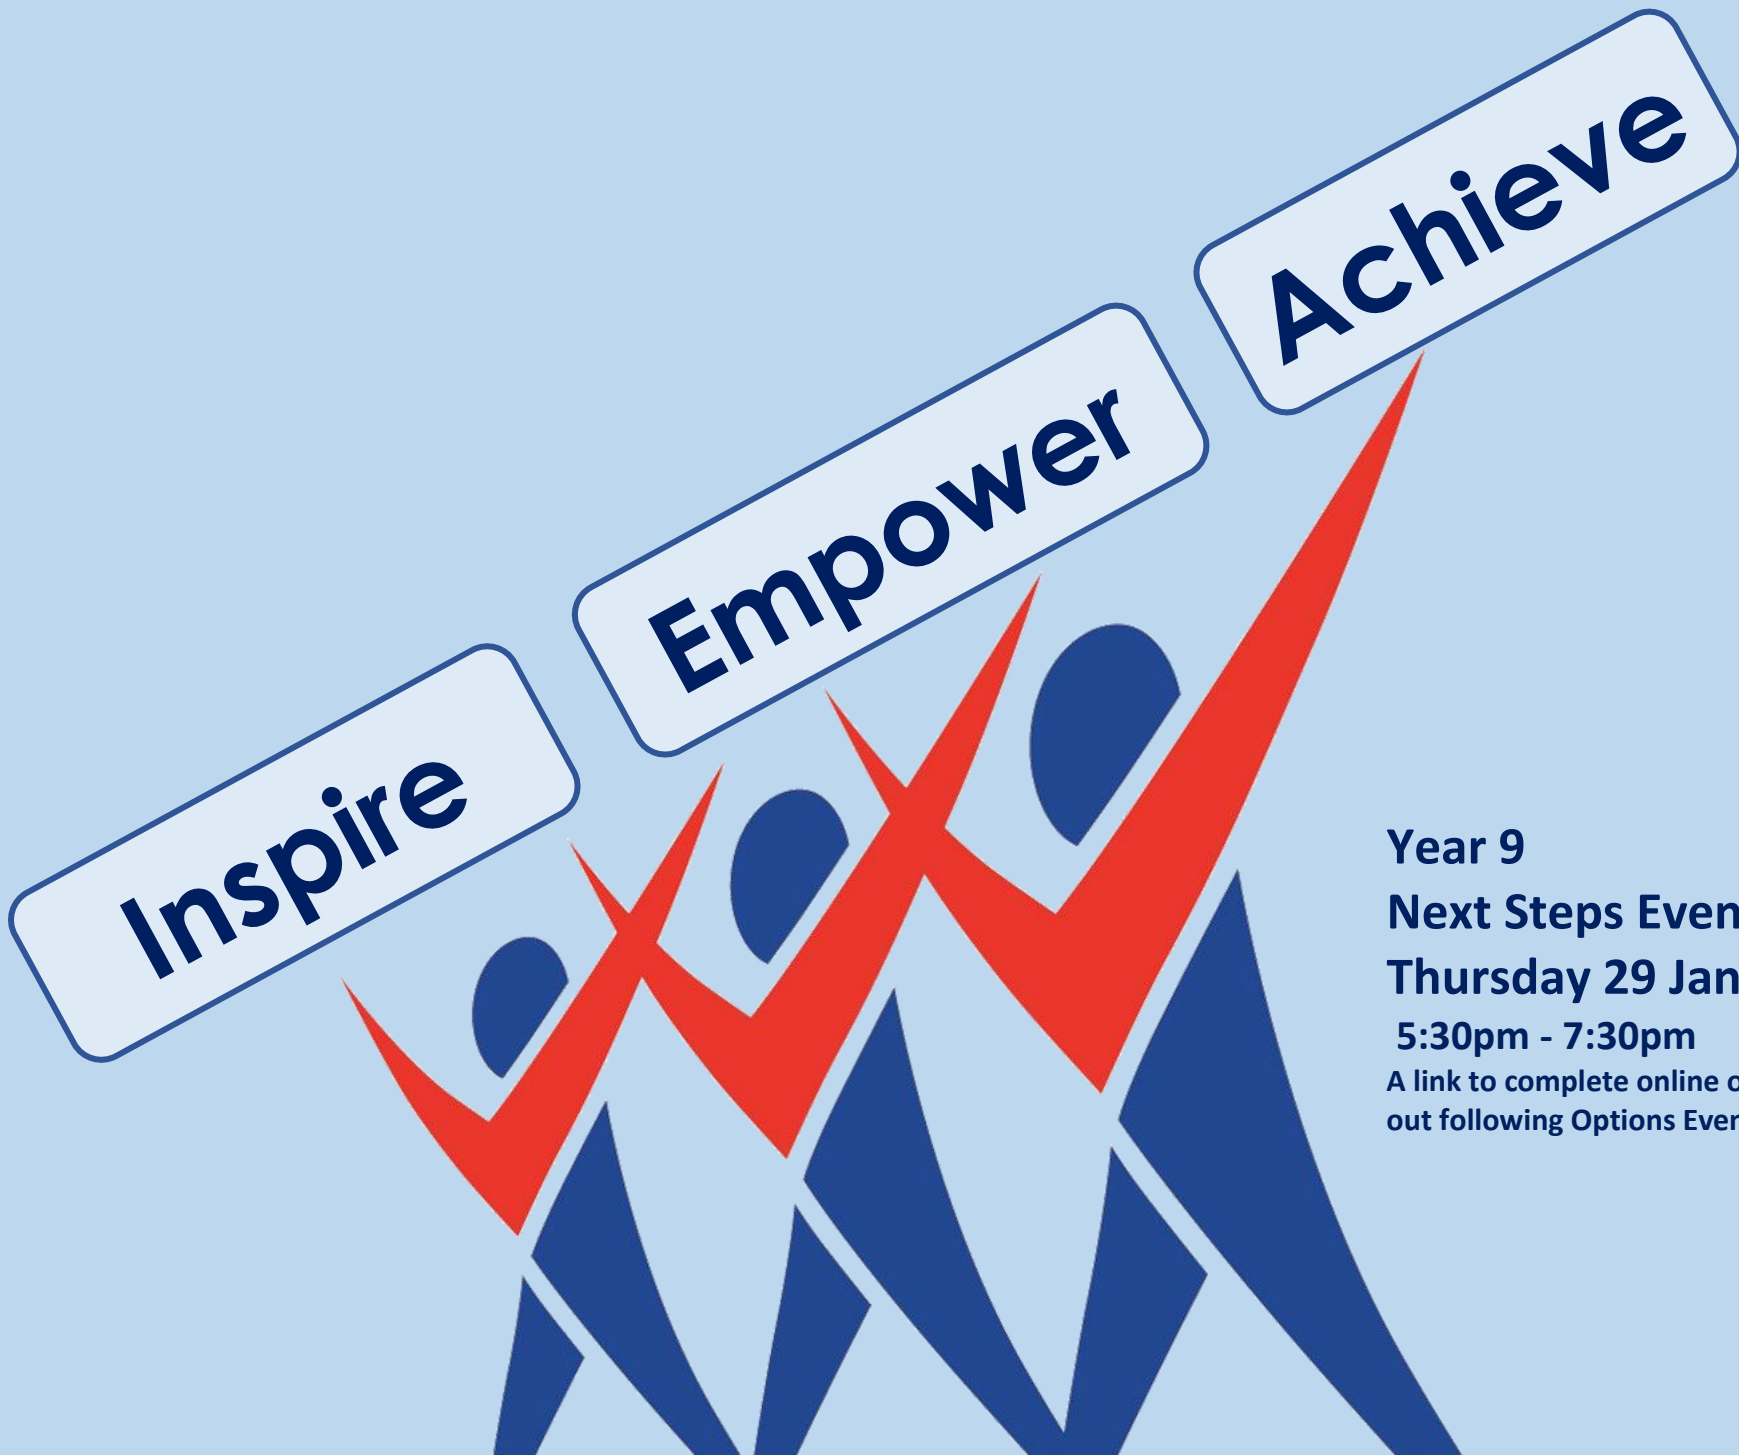 Achieve
Empower
Inspire
Year 9
Next Steps Even
Thursday 29 Jan
5:30pm - 7:30pm
A link to complete online o
out following Options Even